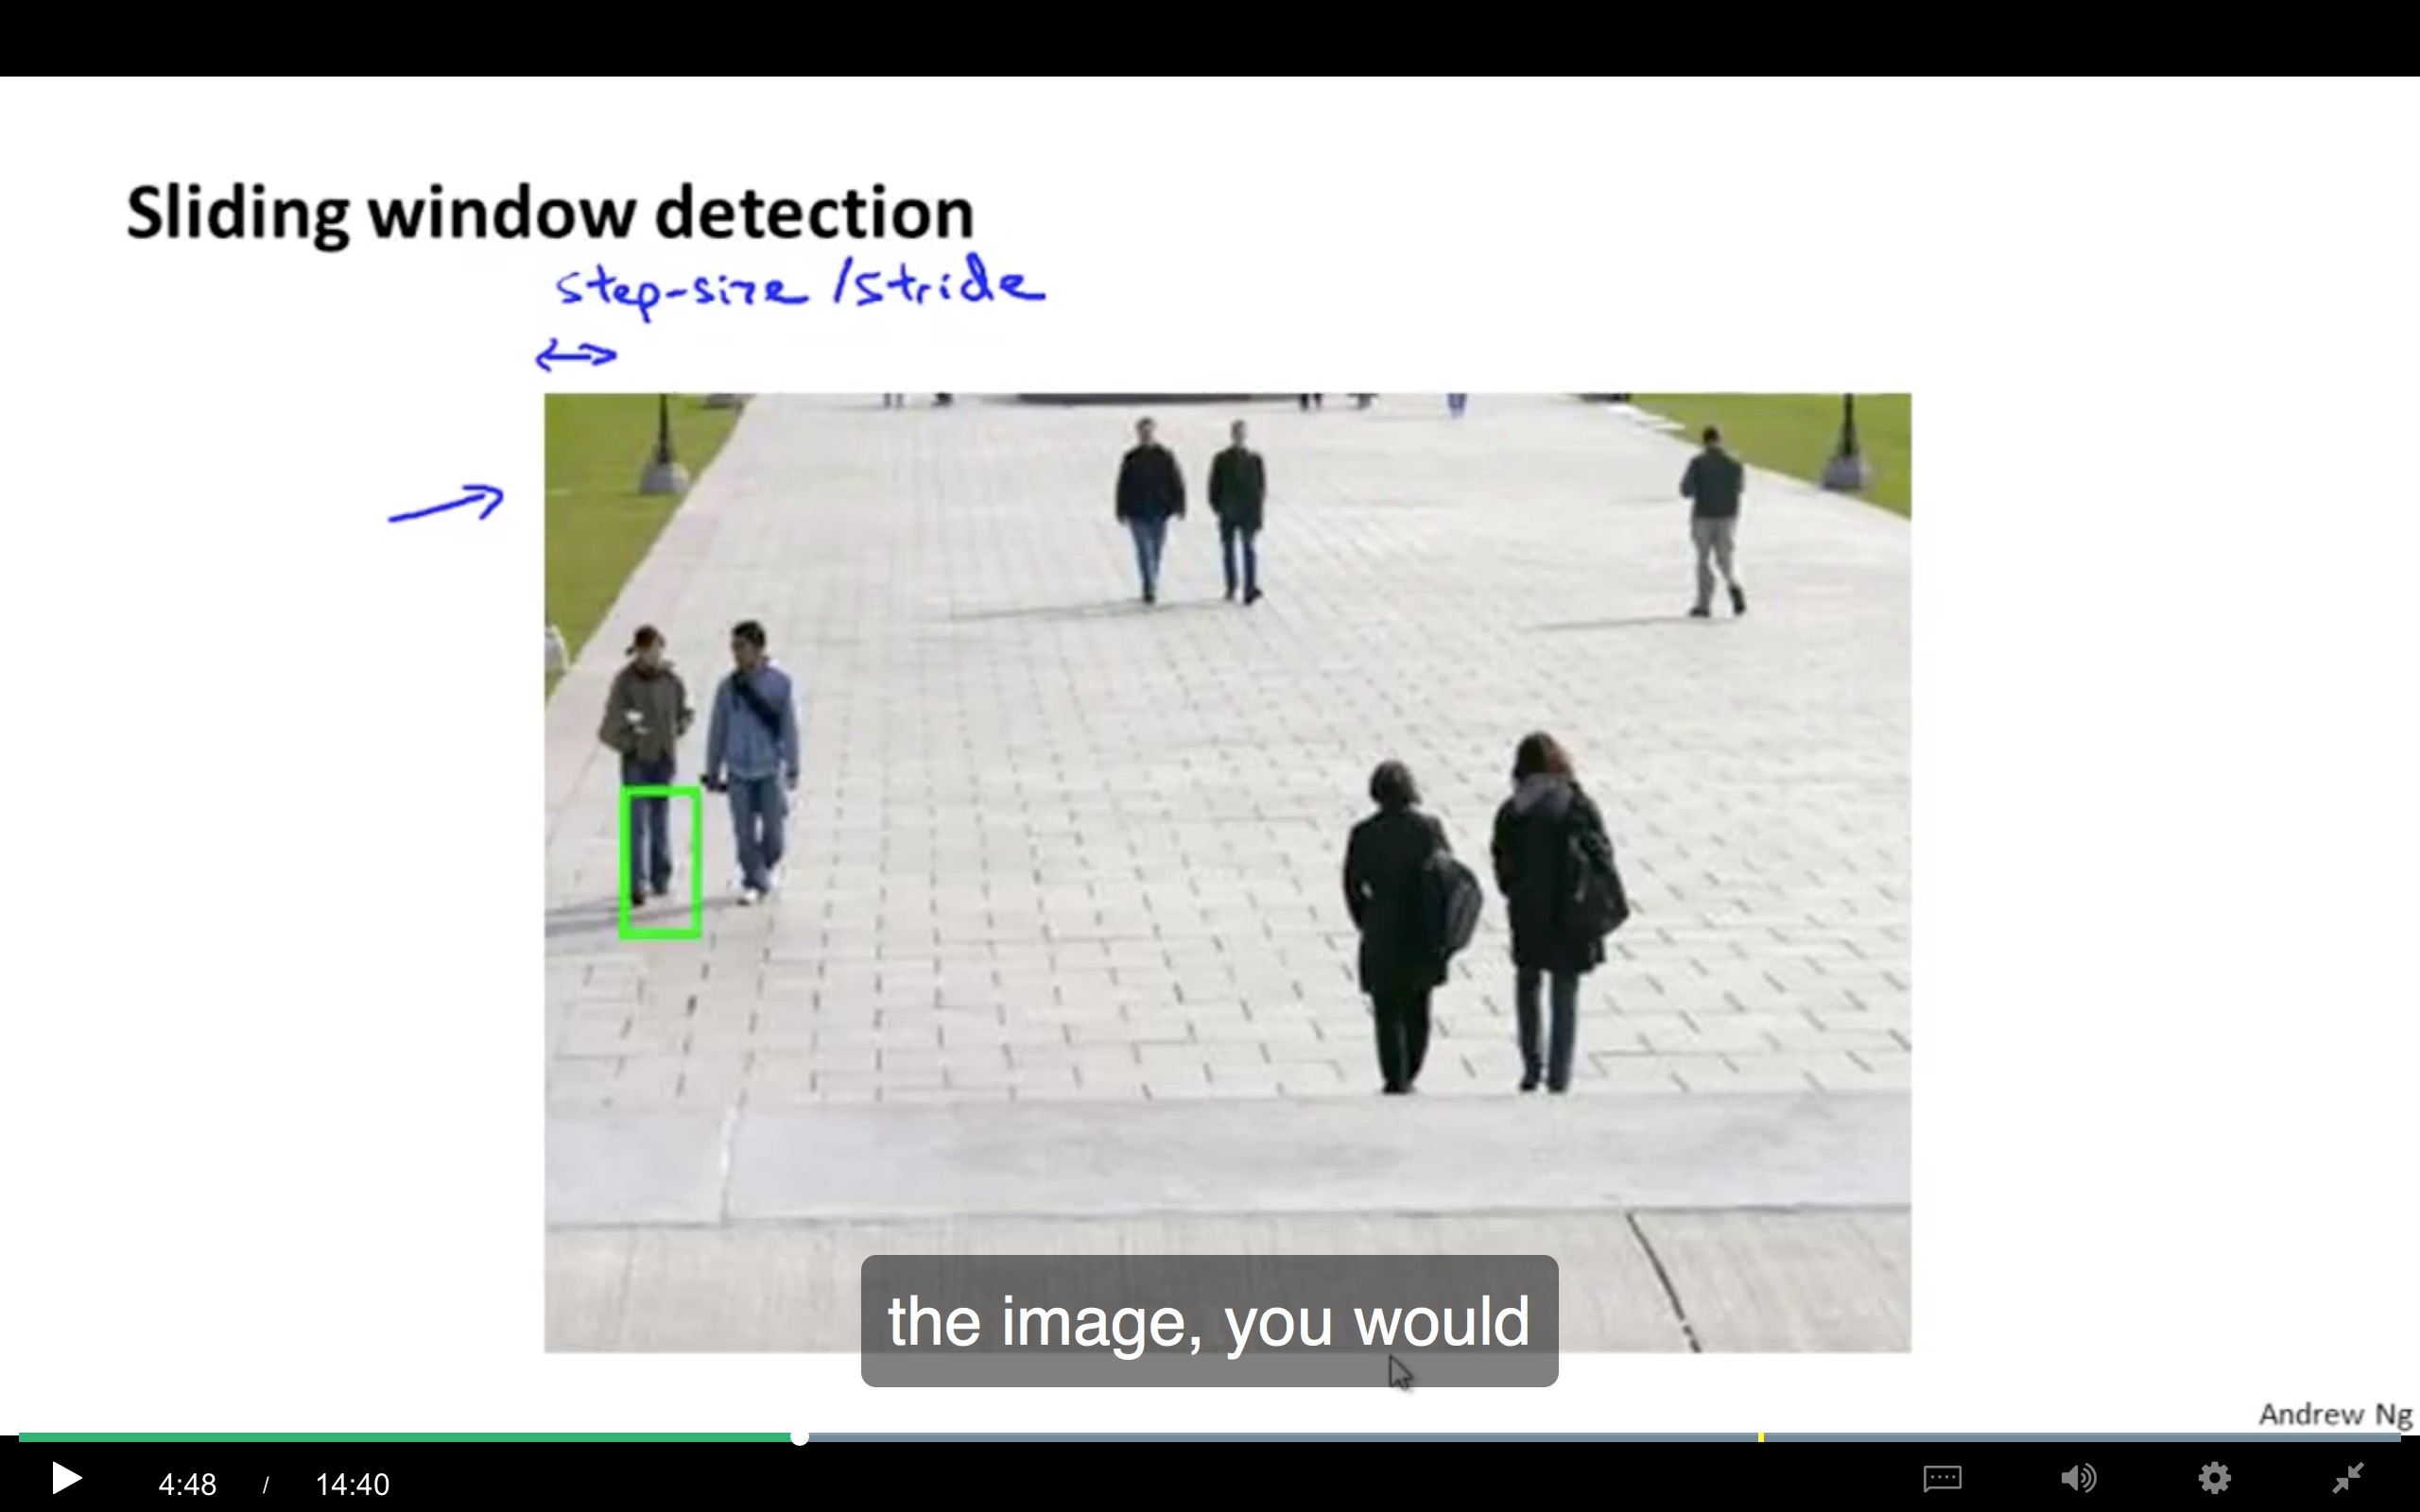 Sliding window detection
step-size /stride
the image, you would
Andrew Ng
4:48 / 14:40